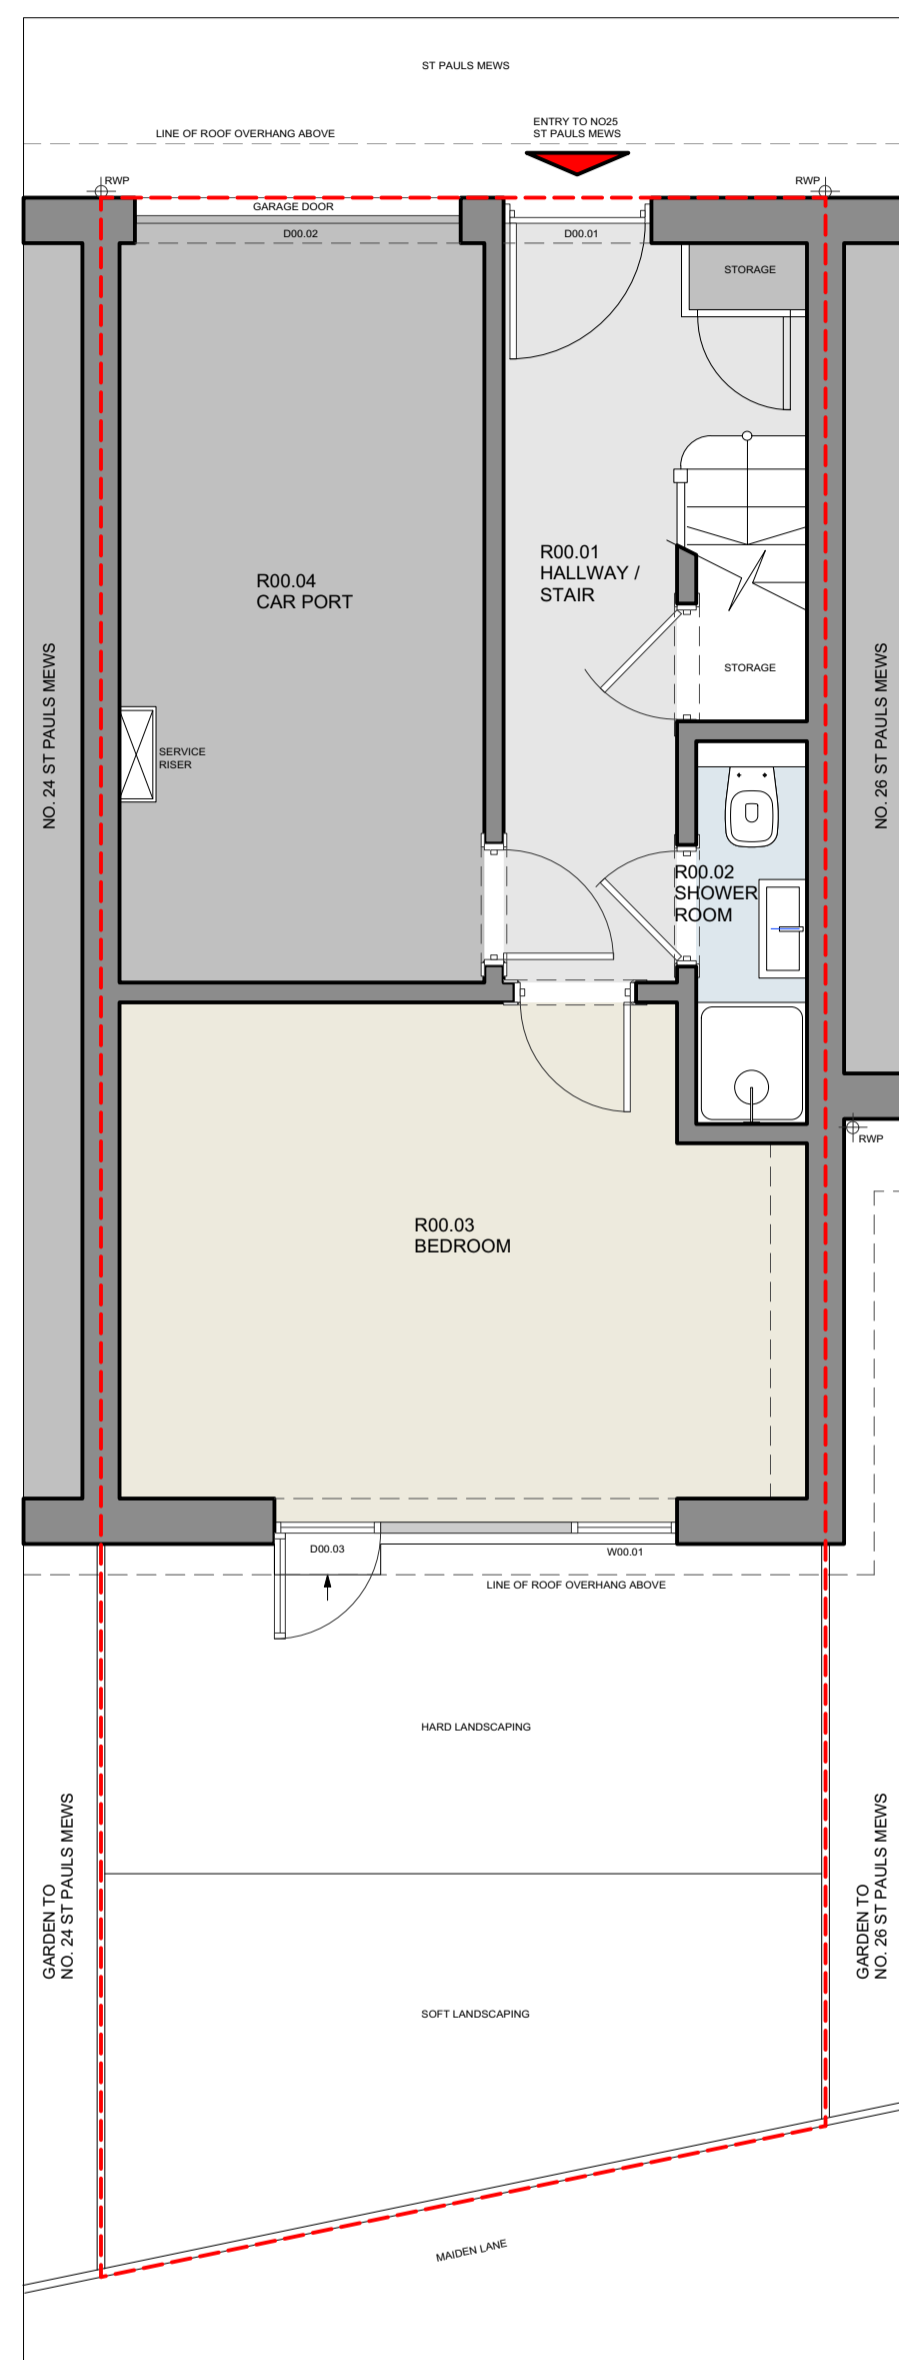 ST PAULS MEWS
ENTRY TO NO25
ST PAULS MEWS
LINE OF ROOF OVERHANG ABOVE
RWP
RWP
GARAGE DOOR
D00.02
D00.01
STORAGE
R00.01
HALLWAY /
STAIR
R00.04
CAR PORT
STORAGE
NO. 24 ST PAULS MEWS
NO. 26 ST PAULS MEWS
SERVICE
RISER
R00.02
SHOWER
ROOM
RWP
R00.03
BEDROOM
D00.03
W00.01
LINE OF ROOF OVERHANG ABOVE
HARD LANDSCAPING
GARDEN TO
NO. 24 ST PAULS MEWS
GARDEN TO
NO. 26 ST PAULS MEWS
SOFT LANDSCAPING
MAIDEN LANE